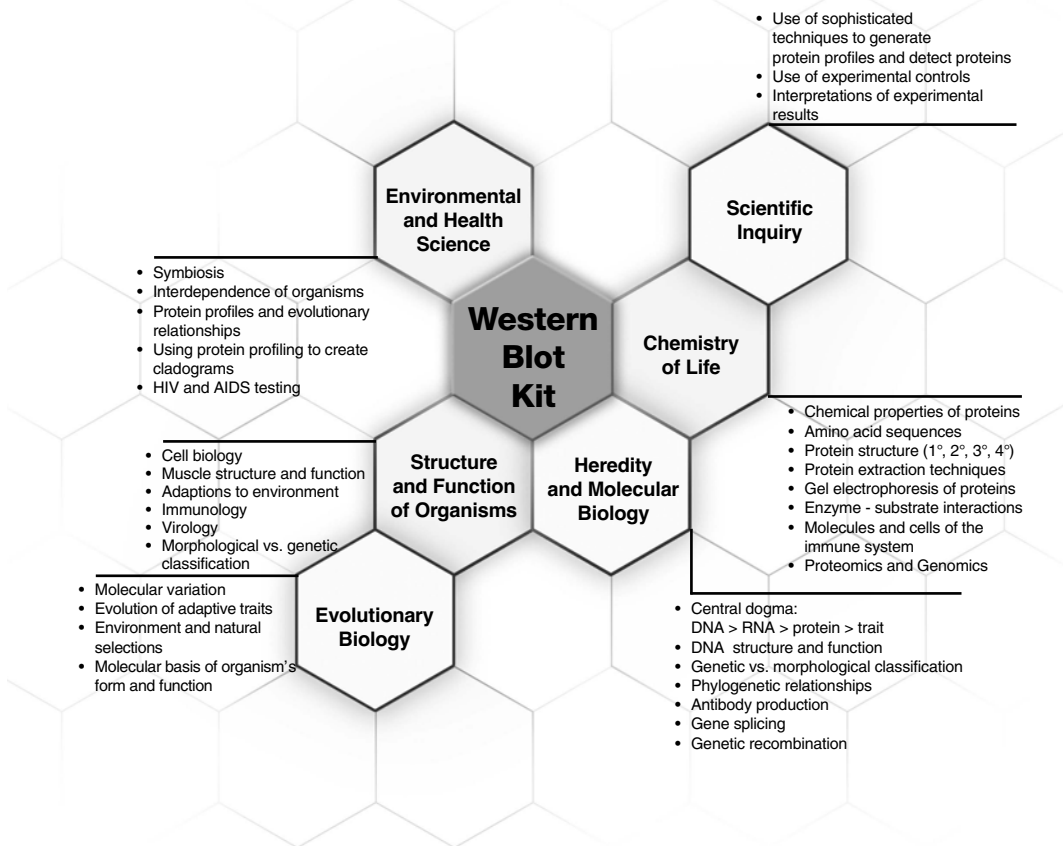 • Use of sophisticated
techniques to generate
protein profiles and detect proteins
• Use of experimental controls
• Interpretations of experimental
results
Environmental
and Health
Science
Scientific
Inquiry
• Symbiosis
• Interdependence of organisms
• Protein profiles and evolutionary
relationships
• Using protein profiling to create
cladograms
• HIV and AIDS testing
Western
Blot
Kit
Chemistry
of Life
• Chemical properties of proteins
• Amino acid sequences
• Protein structure (1°, 2°, 3°, 4°)
• Protein extraction techniques
• Gel electrophoresis of proteins
• Enzyme - substrate interactions
• Molecules and cells of the
immune system
• Proteomics and Genomics
• Cell biology
• Muscle structure and function
• Adaptions to environment
• Immunology
• Virology
• Morphological vs. genetic
classification
Structure
and Function
of Organisms
Heredity
and Molecular
Biology
• Molecular variation
• Evolution of adaptive traits
• Environment and natural
selections
• Molecular basis of organism's
form and function
Evolutionary
Biology
• Central dogma:
DNA > RNA > protein > trait
• DNA structure and function
• Genetic vs. morphological classification
• Phylogenetic relationships
• Antibody production
• Gene splicing
• Genetic recombination